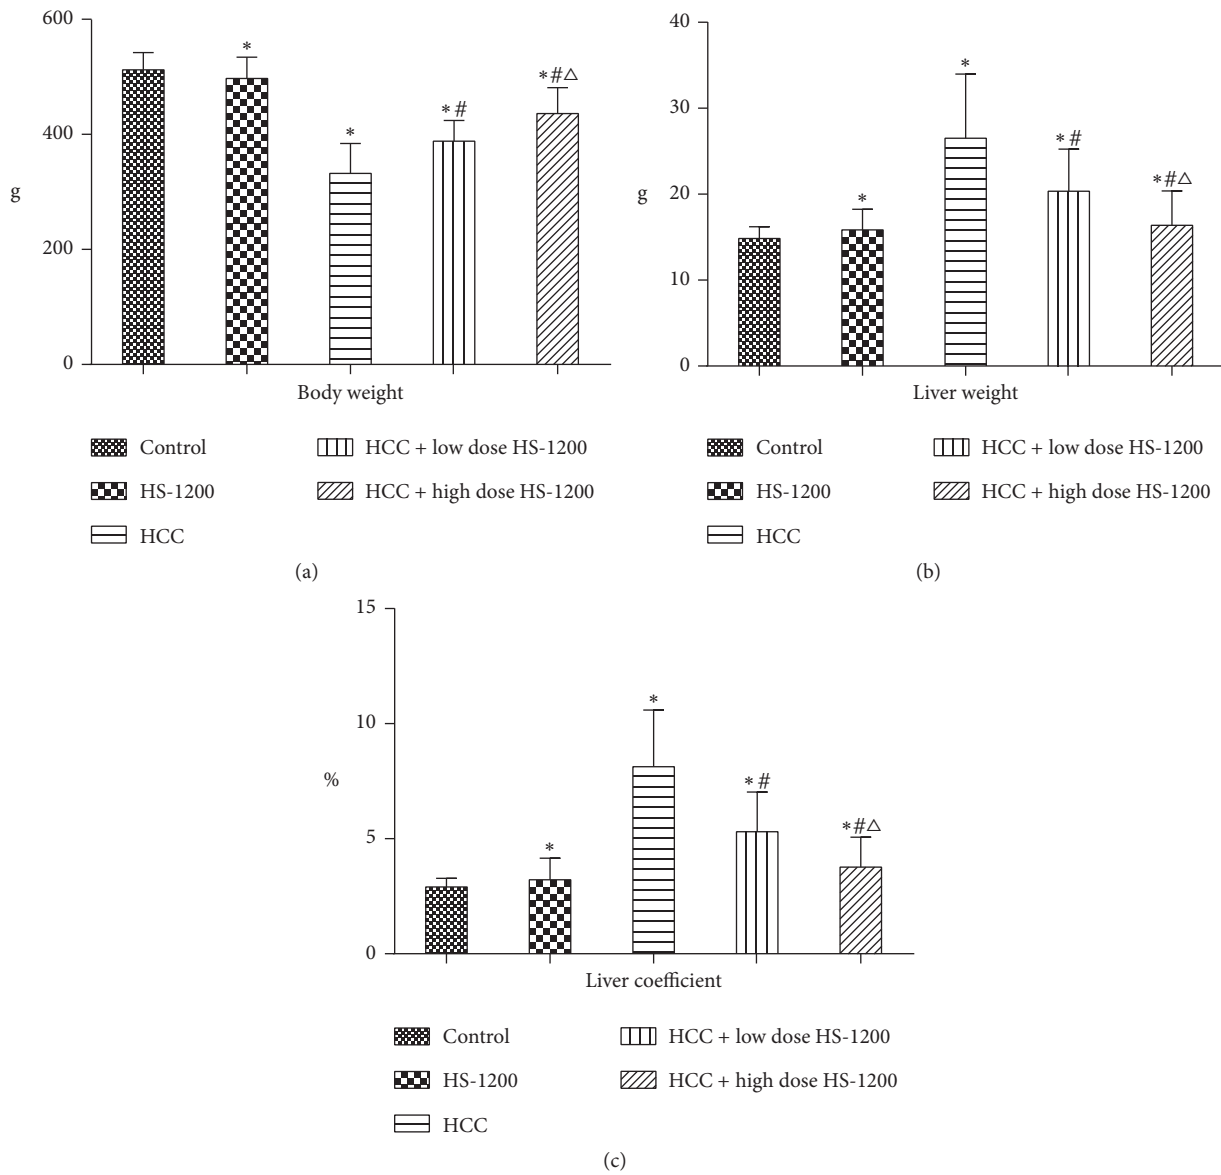 600
400
200
0
g
*
*
* #
*#△
Body weight
Control
HS-1200
HCC
HCC + low dose HS-1200
HCC + high dose HS-1200
(a)
40
30
20
10
0
g
*
*
* #
*#△
Liver weight
Control
HS-1200
HCC
HCC + low dose HS-1200
HCC + high dose HS-1200
(b)
15
10
5
0
%
*
*
* #
*#△
Liver coefficient
Control
HS-1200
HCC
HCC + low dose HS-1200
HCC + high dose HS-1200
(c)